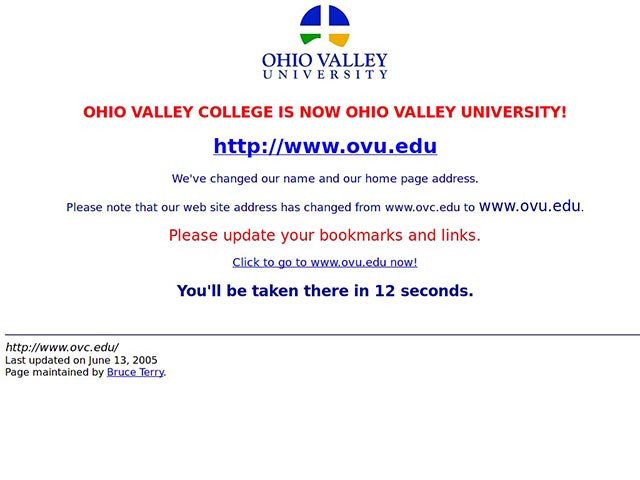 OHIO VALLEY
UNIVERSITY
OHIO VALLEY COLLEGE IS NOW OHIO VALLEY UNIVERSITY!
http://www.ovu.edu
We've changed our name and our home page address.
Please note that our web site address has changed from www.ovc.edu to www.ovu.edu.
Please update your bookmarks and links.
Click to go to www.ovu.edu now!
You'll be taken there in 12 seconds.
http://www.ovc.edu/
Last updated on June 13, 2005
Page maintained by Bruce Terry.